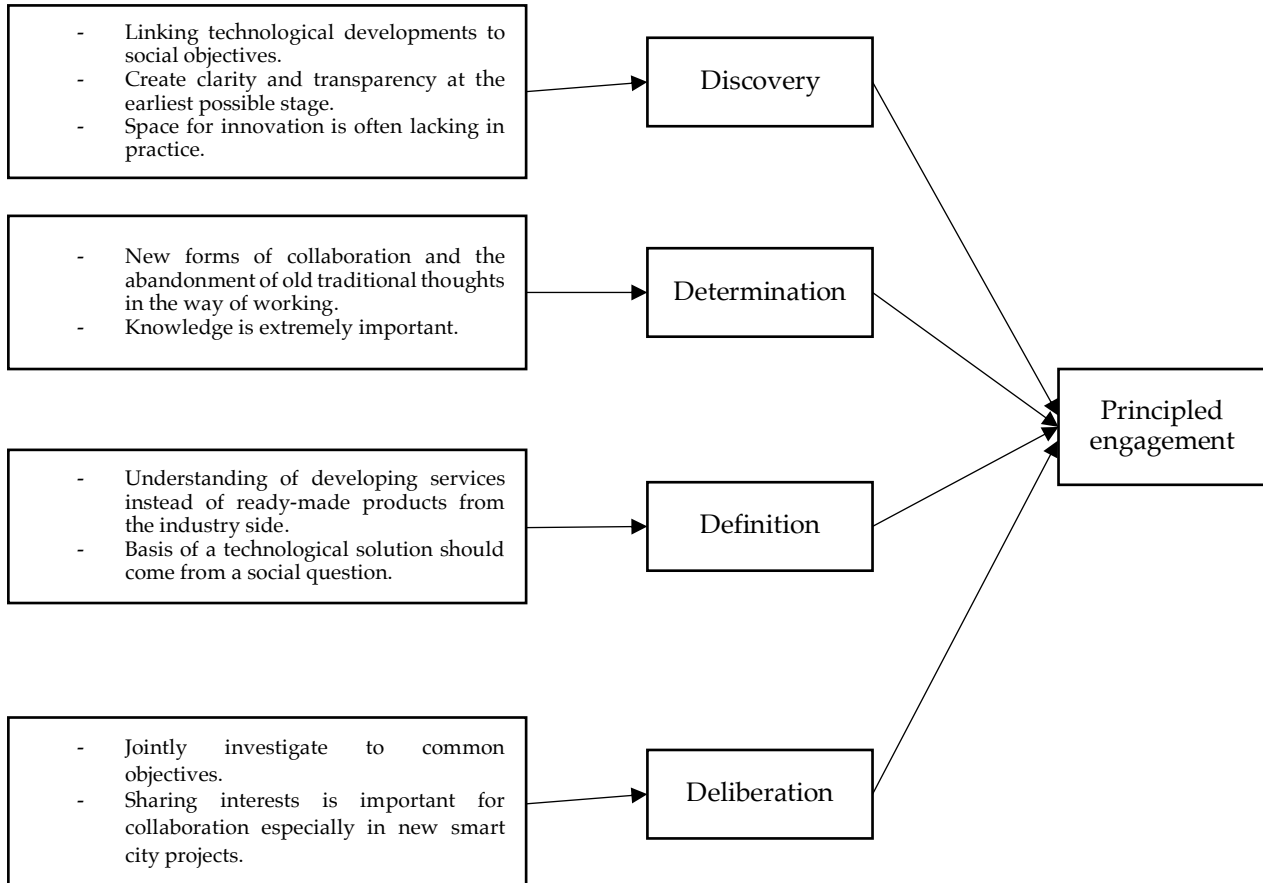 - Linking technological developments to
social objectives.
- Create clarity and transparency at the
earliest possible stage.
- Space for innovation is often lacking in
practice.
Discovery
- New forms of collaboration and the
abandonment of old traditional thoughts
in the way of working.
- Knowledge is extremely important.
Determination
Principled
engagement
- Understanding of developing services
instead of ready-made products from
the industry side.
- Basis of a technological solution should
come from a social question.
Definition
- Jointly investigate to common
objectives.
- Sharing interests is important for
collaboration especially in new smart
city projects.
Deliberation